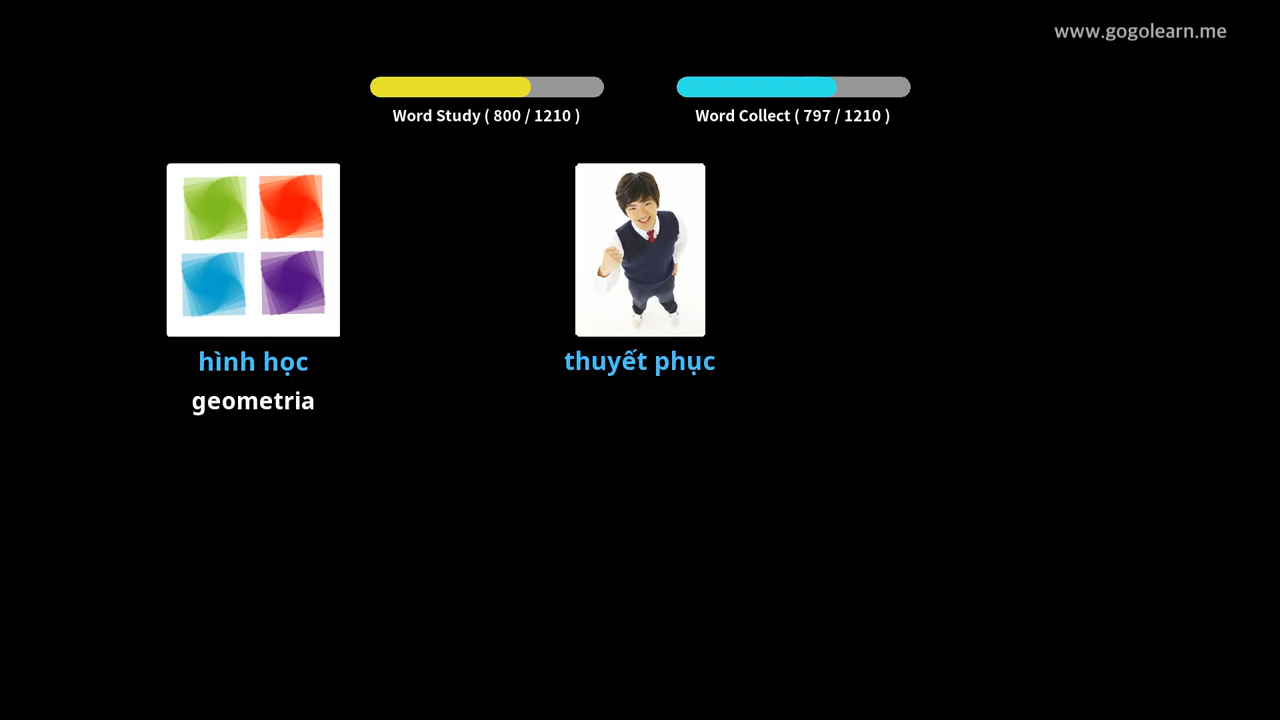 www.gogolearn.me
Word Study ( 800 / 1210 )
Word Collect ( 797 / 1210 )
hình học
geometria
thuyết phục